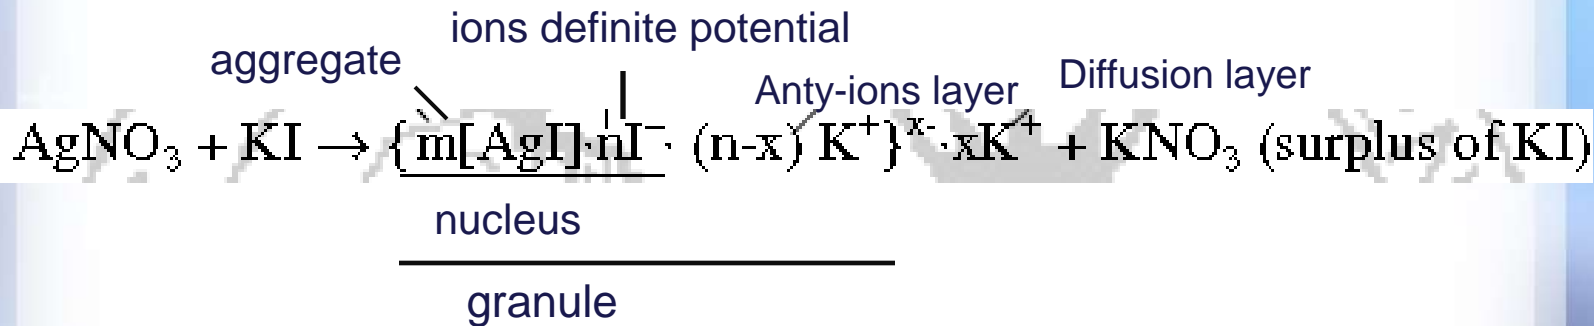 ions definite potential
aggregate
Anty-ions layer
Diffusion layer
AgNO₃ + KI → {m[AgI]·nI⁻· (n-x) K⁺}ˣ⁻ ·xK⁺ + KNO₃ (surplus of KI)
nucleus
granule